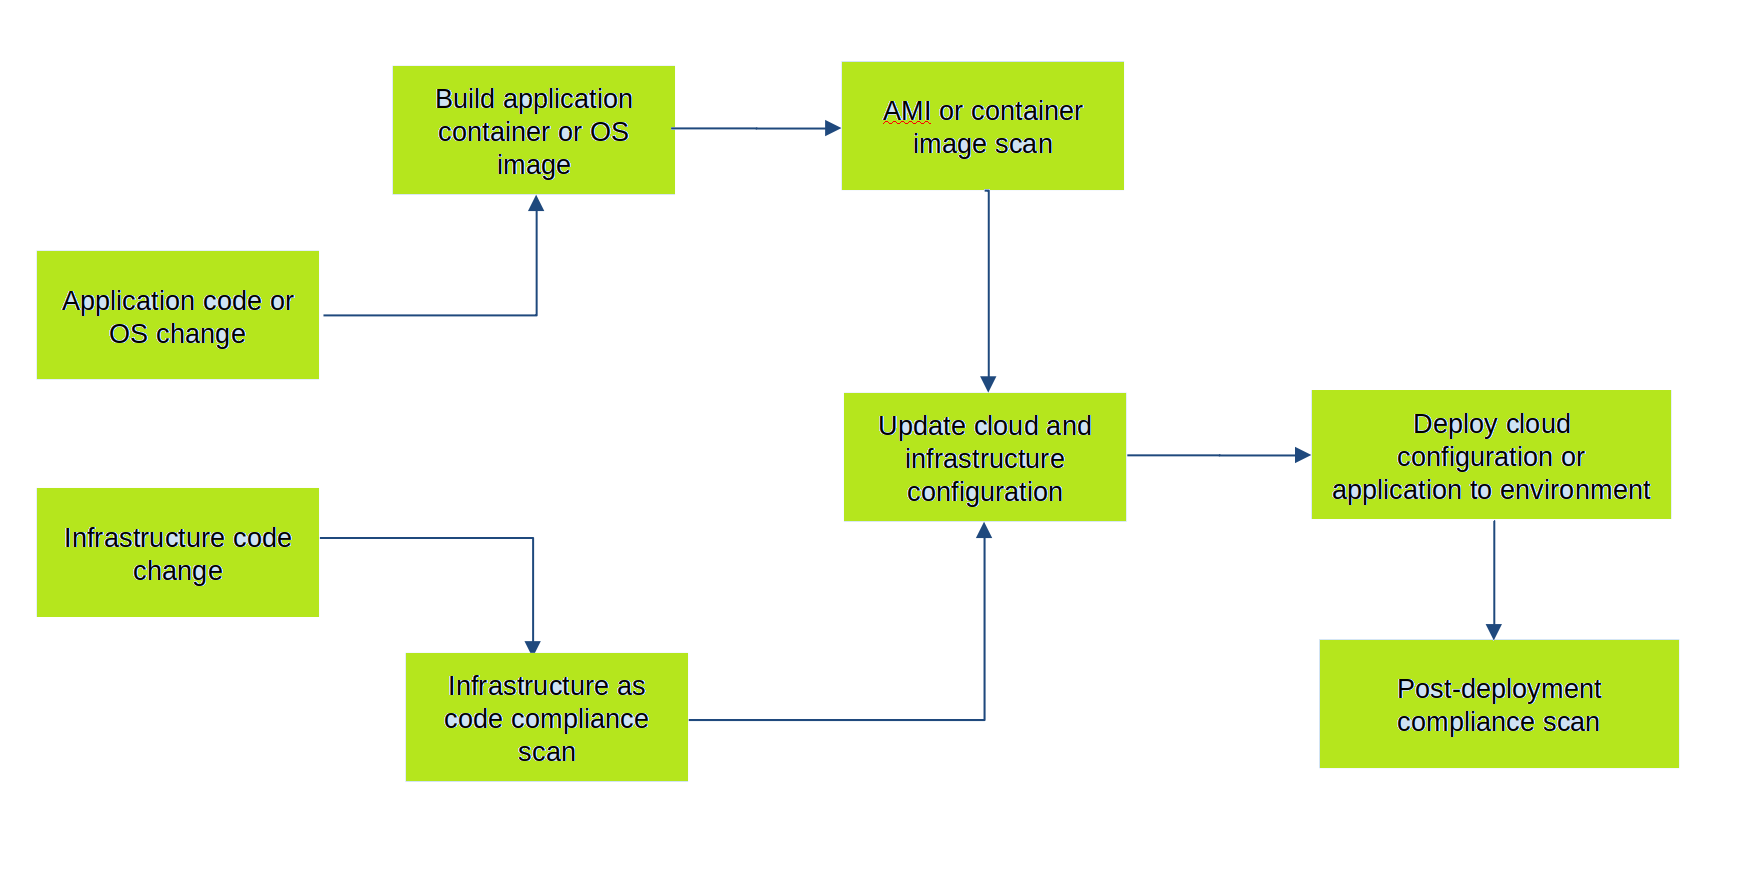 Build application
container or OS
image
AMI or container
image scan
Application code or
OS change
Update cloud and
infrastructure
configuration
Deploy cloud
configuration or
application to environment
Infrastructure code
change
Infrastructure as
code compliance
scan
Post-deployment
compliance scan